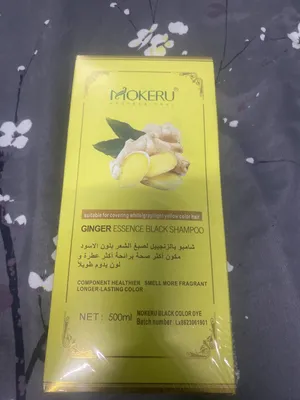 MOKERU
suitable for covering white/gray/light yellow color hair
GINGER ESSENCE BLACK SHAMPOO
شامبو بالزنجبيل لصبغ الشعر بلون الاسود
مكون أكثر صحة برائحة أكثر عطرة و
لون يدوم طويلا
COMPONENT HEALTHIER SMELL MORE FRAGRANT
LONGER-LASTING COLOR
NET: 500ml
MOKERU BLACK COLOR DYE
Batch number: